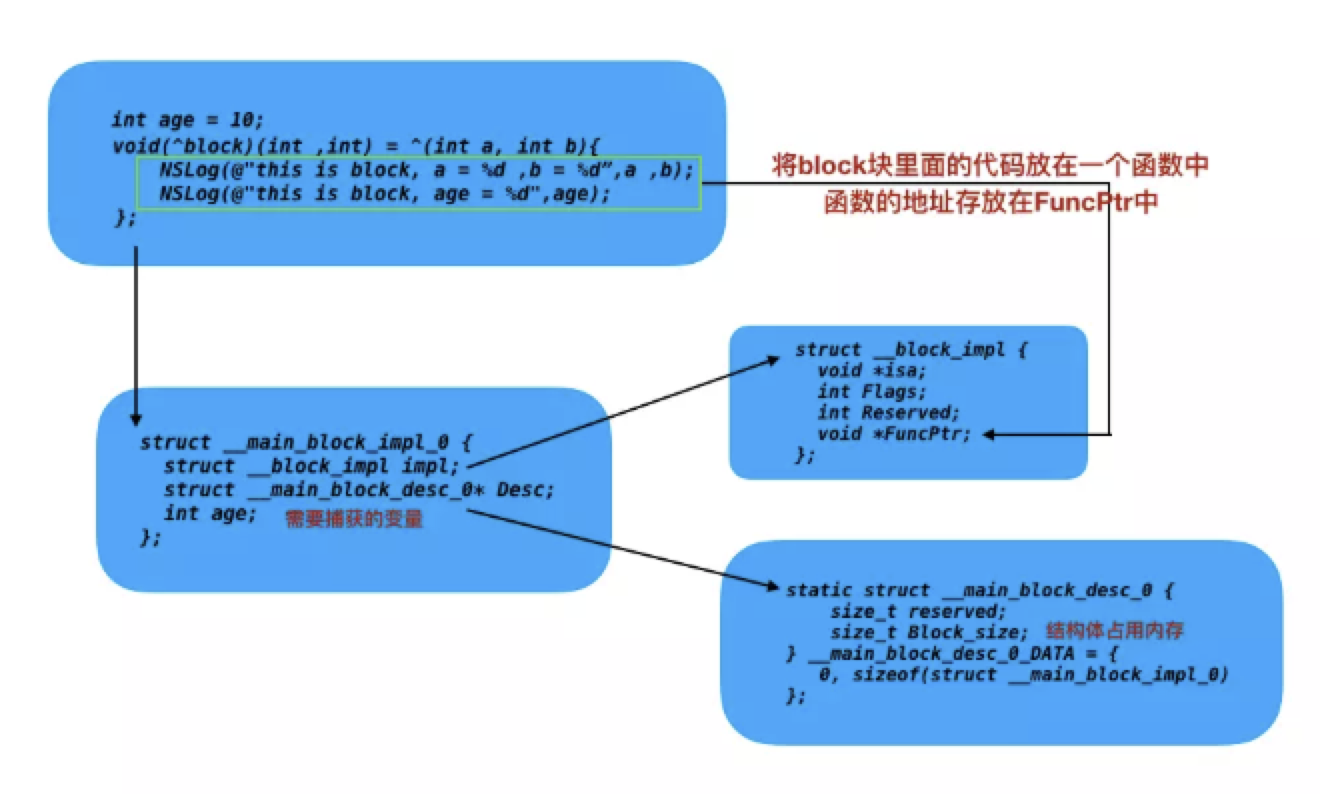 int age = 10;
void(^block)(int ,int) = ^(int a, int b){
NSLog(@"this is block, a = %d ,b = %d”,a ,b);
NSLog(@"this is block, age = %d",age);
};
将block块里面的代码放在一个函数中
函数的地址存放在FuncPtr中
struct __block_impl {
void *isa;
int Flags;
int Reserved;
void *FuncPtr;
};
struct __main_block_impl_0 {
struct __block_impl impl;
struct __main_block_desc_0* Desc;
int age; 需要捕获的变量
};
static struct __main_block_desc_0 {
size_t reserved;
size_t Block_size; 结构体占用内存
} __main_block_desc_0_DATA = {
0, sizeof(struct __main_block_impl_0)
};